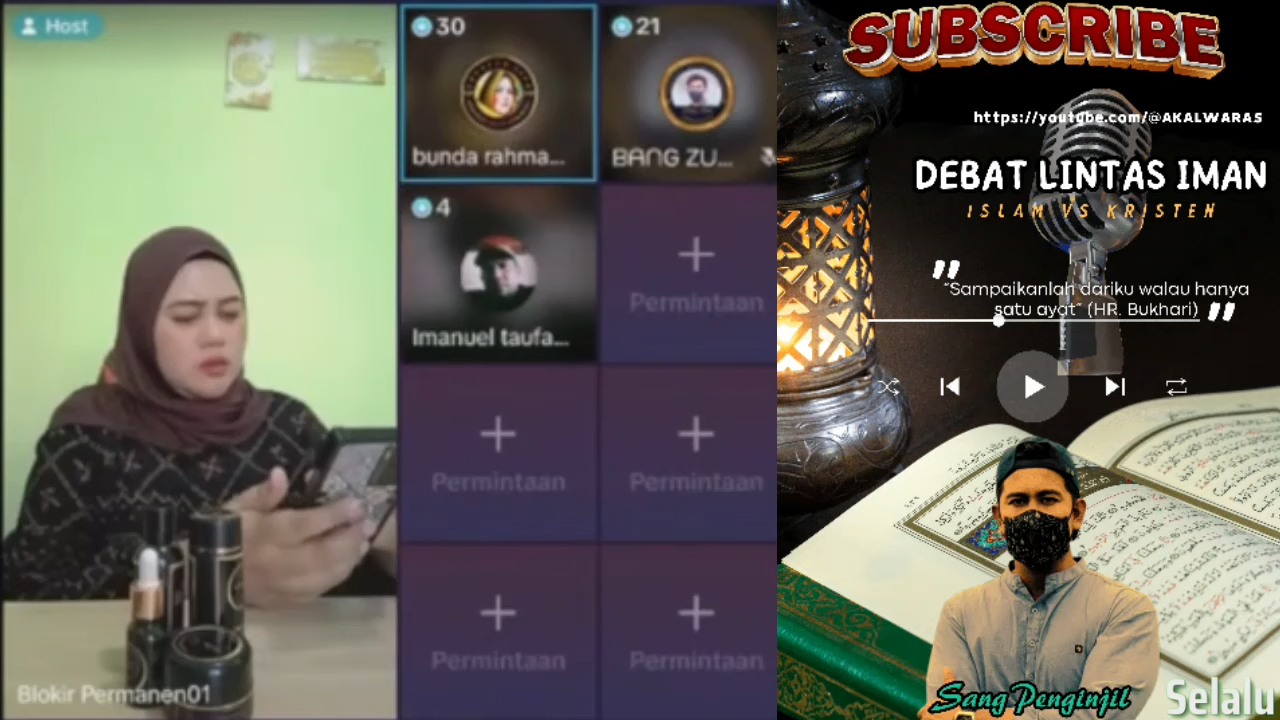 Host
30
bunda rahma...
21
BANG ZU...
4
Imanuel taufa...
Permintaan
Permintaan
Permintaan
Permintaan
Permintaan
Blokir Permanen01
SUBSCRIBE
https://youtube.com/@AKALWARAS
DEBAT LINTAS IMAN
ISLAM VS KRISTEN
"Sampaikanlah dariku walau hanya
satu ayat" (HR. Bukhari)
Sang Penginjil
Selalu